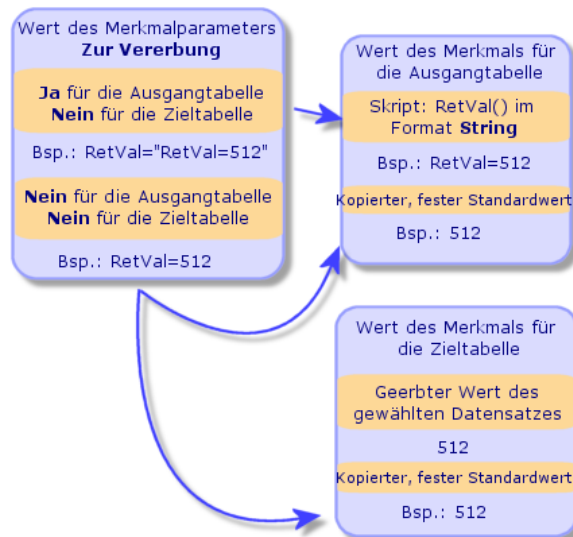 Wert des Merkmalparameters
Zur Vererbung
Ja für die Ausgangtabelle
Nein für die Zieltabelle
Bsp.: RetVal="RetVal=512"
Nein für die Ausgangtabelle
Nein für die Zieltabelle
Bsp.: RetVal=512
Wert des Merkmals für
die Ausgangtabelle
Skript: RetVal() im
Format String
Bsp.: RetVal=512
Kopierter, fester Standardwert
Bsp.: 512
Wert des Merkmals für
die Zieltabelle
Geerbter Wert des
gewählten Datensatzes
512
Kopierter, fester Standardwert
Bsp.: 512